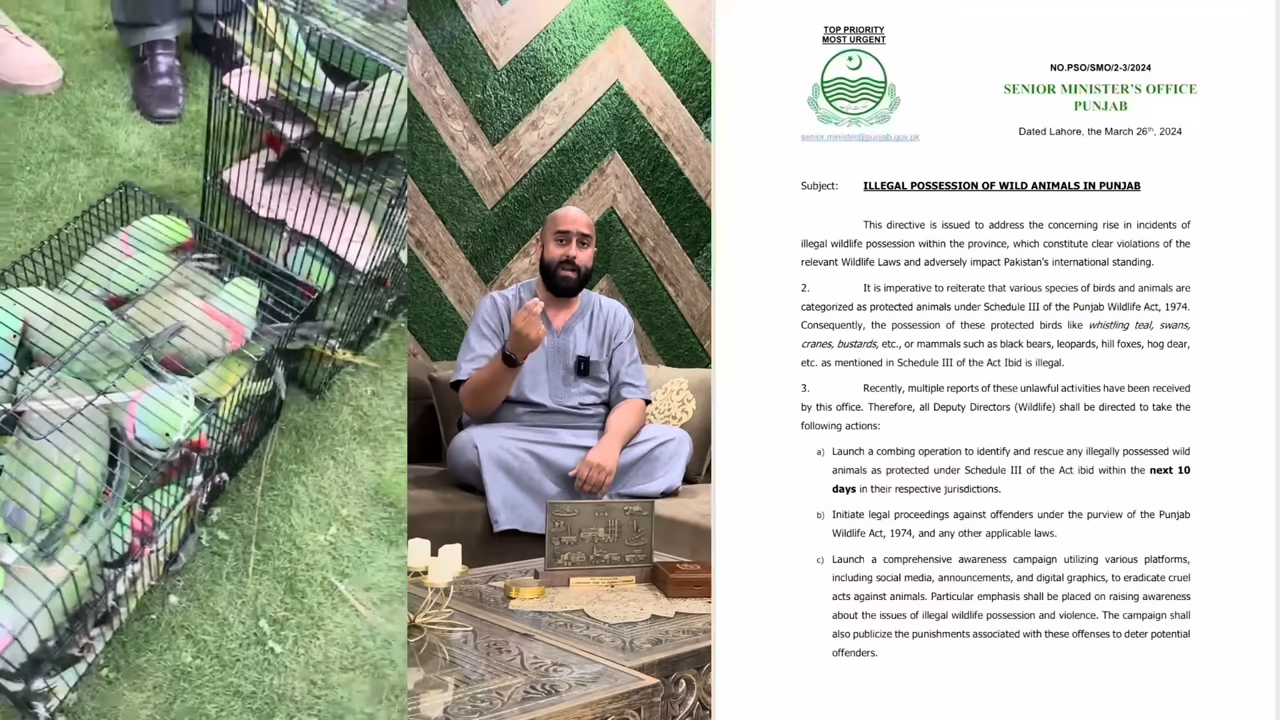 TOP PRIORITY
MOST URGENT
senior.minister@punjab.gov.pk
NO.PSO/SMO/2-3/2024
SENIOR MINISTER'S OFFICE
PUNJAB
Dated Lahore, the March 26th, 2024
Subject: ILLEGAL POSSESSION OF WILD ANIMALS IN PUNJAB
This directive is issued to address the concerning rise in incidents of
illegal wildlife possession within the province, which constitute clear violations of the
relevant Wildlife Laws and adversely impact Pakistan's international standing.
2. It is imperative to reiterate that various species of birds and animals are
categorized as protected animals under Schedule III of the Punjab Wildlife Act, 1974.
Consequently, the possession of these protected birds like whistling teal, swans,
cranes, bustards, etc., or mammals such as black bears, leopards, hill foxes, hog dear,
etc. as mentioned in Schedule III of the Act Ibid is illegal.
3. Recently, multiple reports of these unlawful activities have been received
by this office. Therefore, all Deputy Directors (Wildlife) shall be directed to take the
following actions:
a) Launch a combing operation to identify and rescue any illegally possessed wild
animals as protected under Schedule III of the Act ibid within the next 10
days in their respective jurisdictions.
b) Initiate legal proceedings against offenders under the purview of the Punjab
Wildlife Act, 1974, and any other applicable laws.
c) Launch a comprehensive awareness campaign utilizing various platforms,
including social media, announcements, and digital graphics, to eradicate cruel
acts against animals. Particular emphasis shall be placed on raising awareness
about the issues of illegal wildlife possession and violence. The campaign shall
also publicize the punishments associated with these offenses to deter potential
offenders.